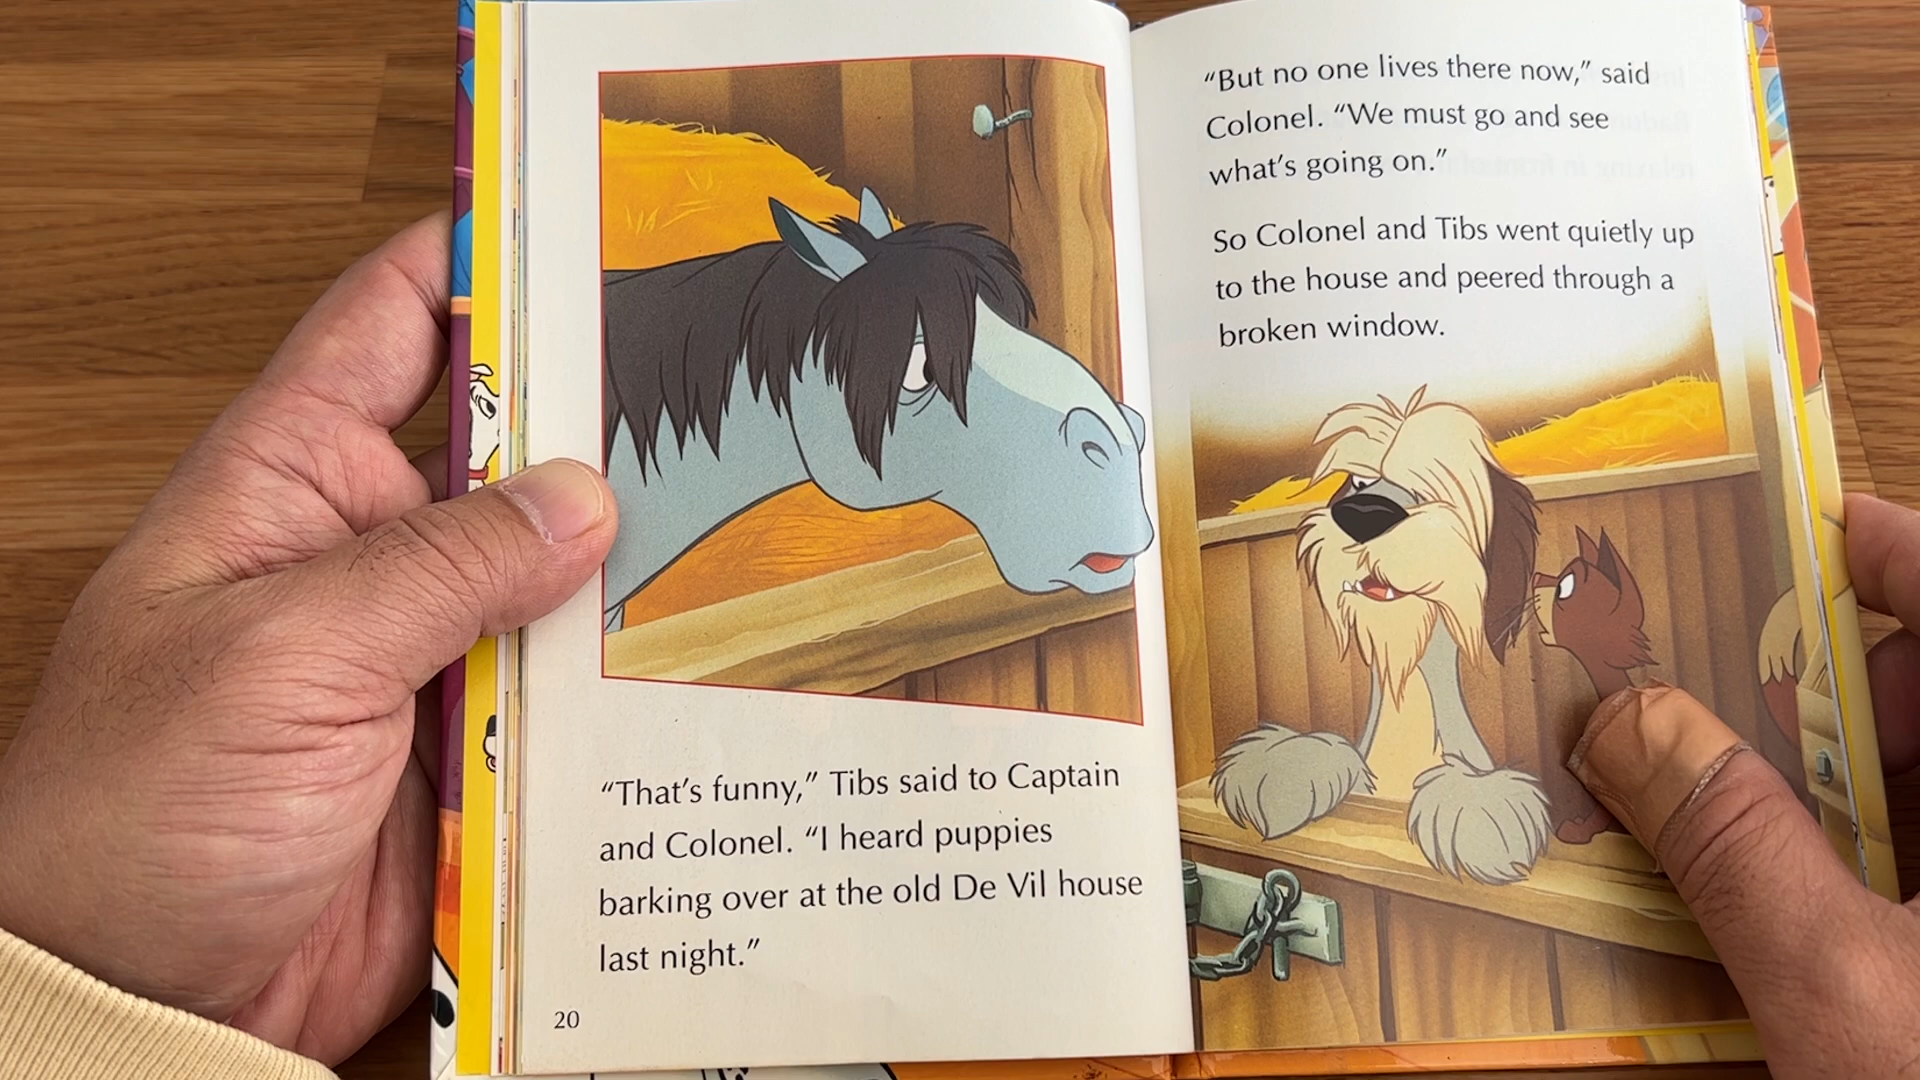 “That’s funny,” Tibs said to Captain
and Colonel. “I heard puppies
barking over at the old De Vil house
last night.”
20
“But no one lives there now,” said
Colonel. “We must go and see
what’s going on.”
So Colonel and Tibs went quietly up
to the house and peered through a
broken window.